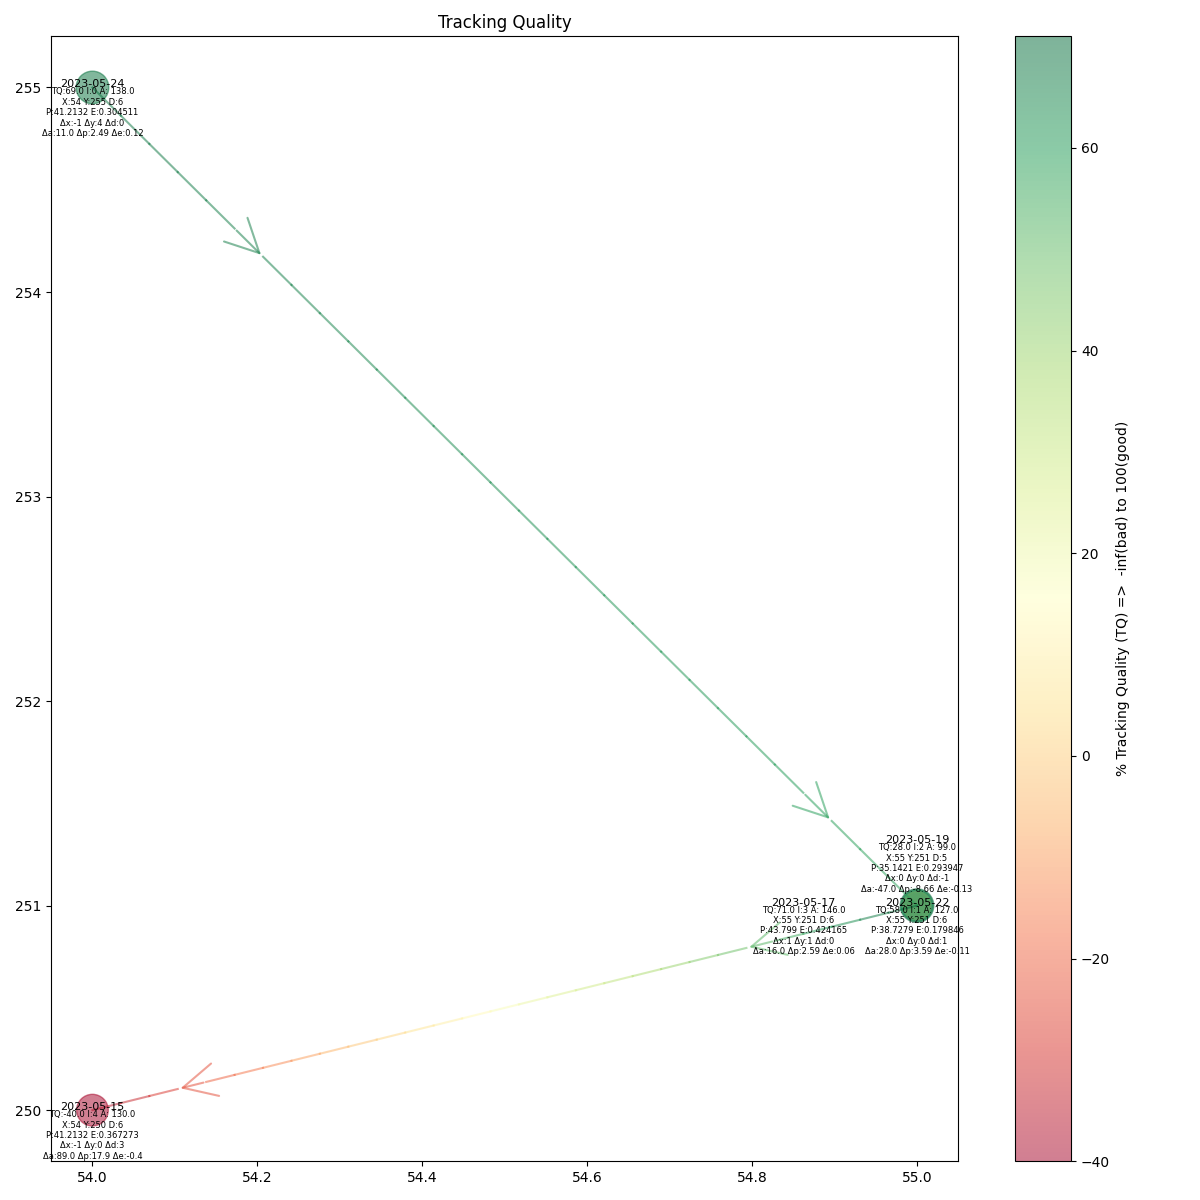 Tracking Quality
255
254
253
252
251
250
54.0
54.2
54.4
54.6
54.8
55.0
2023-05-24
TQ:69.0 I:0 A: 138.0
X:54 Y:255 D:6
P:41.2132 E:0.304511
Δx:-1 Δy:4 Δd:0
Δa:11.0 Δp:2.49 Δe:0.12
2023-05-19
TQ:28.0 I:2 A: 99.0
X:55 Y:251 D:5
P:35.1421 E:0.293947
Δx:0 Δy:0 Δd:-1
Δa:-47.0 Δp:-8.66 Δe:-0.13
2023-05-17
TQ:71.0 I:3 A: 146.0
X:55 Y:251 D:6
P:43.799 E:0.424165
Δx:1 Δy:1 Δd:0
Δa:16.0 Δp:2.59 Δe:0.06
2023-05-22
TQ:58.0 I:1 A: 127.0
X:55 Y:251 D:6
P:38.7279 E:0.179846
Δx:0 Δy:0 Δd:1
Δa:28.0 Δp:3.59 Δe:-0.11
2023-05-15
TQ:-40.0 I:4 A: 130.0
X:54 Y:250 D:6
P:41.2132 E:0.367273
Δx:-1 Δy:0 Δd:3
Δa:89.0 Δp:17.9 Δe:-0.4
60
40
20
0
−20
−40
% Tracking Quality (TQ) => -inf(bad) to 100(good)